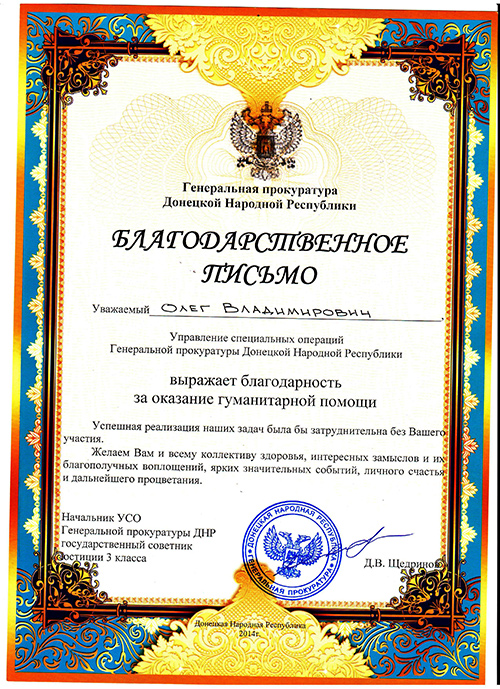 Генеральная прокуратура
Донецкой Народной Республики
БЛАГОДАРСТВЕННОЕ
ПИСЬМО
Уважаемый Олег Владимирович,
Управление специальных операций
Генеральной прокуратуры Донецкой Народной Республики
выражает благодарность
за оказание гуманитарной помощи
Успешная реализация наших задач была бы затруднительна без Вашего
участия.
Желаем Вам и всему коллективу здоровья, интересных замыслов и их
благополучных воплощений, ярких значительных событий, личного счастья
и дальнейшего процветания.
Начальник УСО
Генеральной прокуратуры ДНР
государственный советник
юстиции 3 класса
Д.В. Щедринов
ДОНЕЦКАЯ НАРОДНАЯ РЕСПУБЛИКА
ГЕНЕРАЛЬНАЯ ПРОКУРАТУРА
Донецкая Народная Республика
2014г.